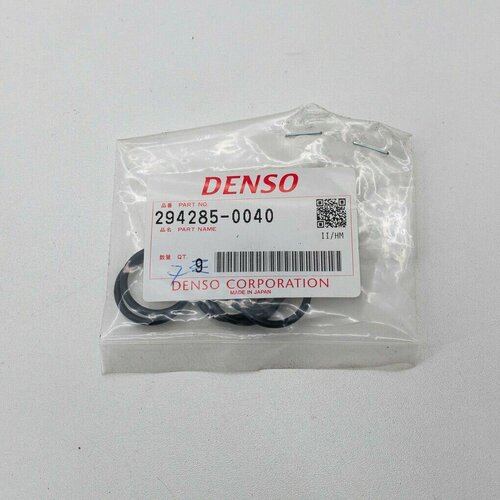 DENSO
品番 PART NO.
294285-0040
品名 PART NAME
II/HM
数量 Q'T 9
7
DENSO CORPORATION
MADE IN JAPAN